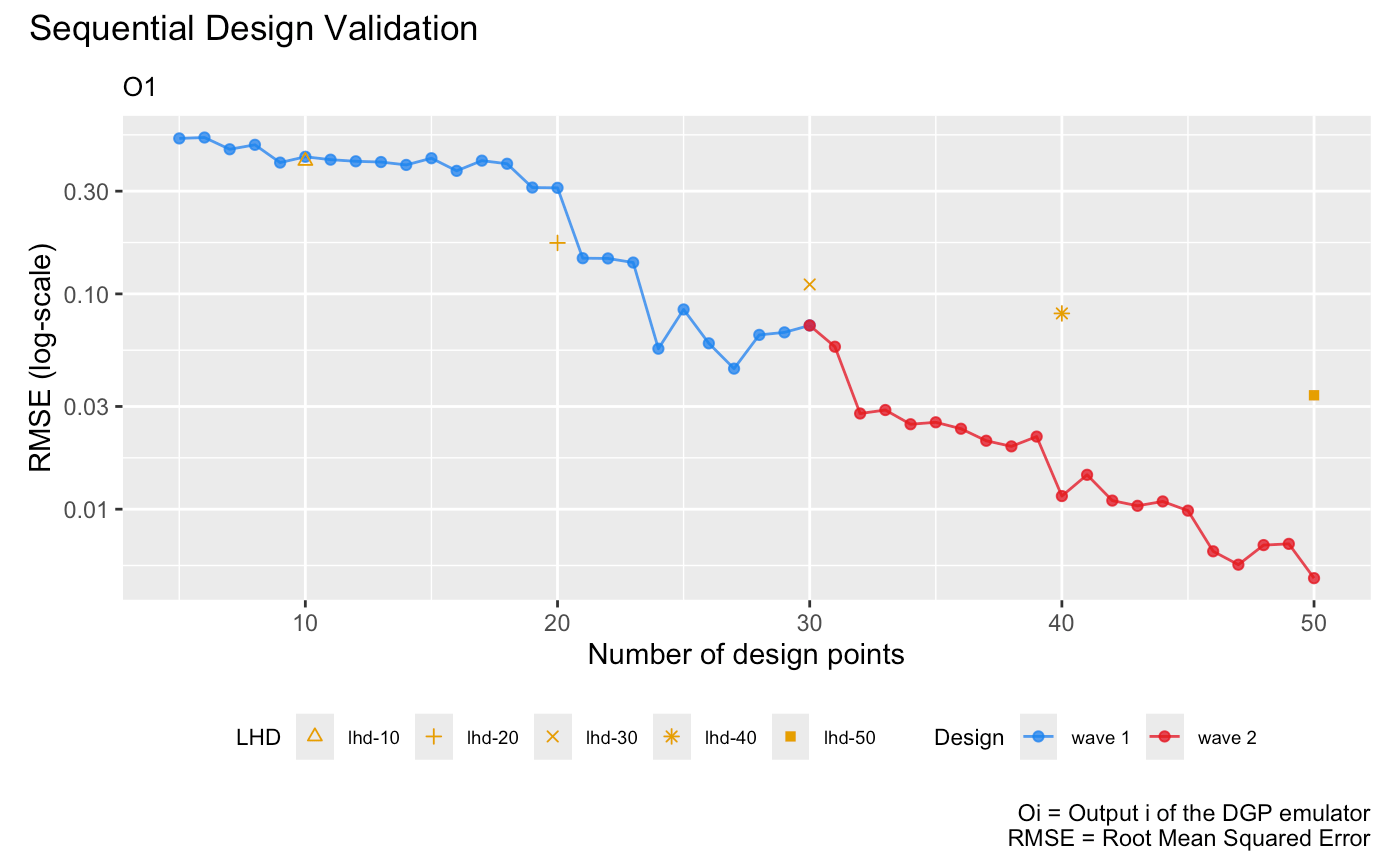 Sequential Design Validation
O1
0.30
0.10
0.03
0.01
RMSE (log-scale)
10 20 30 40 50
Number of design points
LHD lhd-10 lhd-20 lhd-30 lhd-40 lhd-50 Design wave 1 wave 2
Oi = Output i of the DGP emulator
RMSE = Root Mean Squared Error